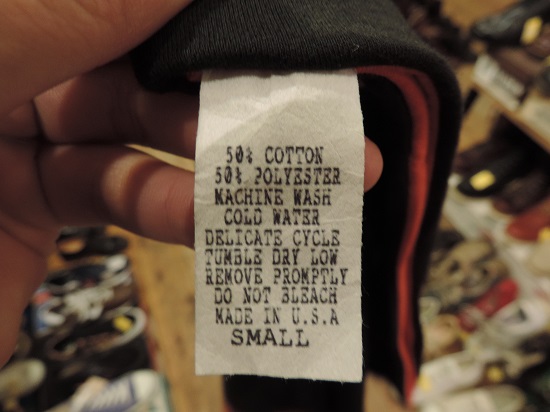 50% COTTON
50% POLYESTER
MACHINE WASH
COLD WATER
DELICATE CYCLE
TUMBLE DRY LOW
REMOVE PROMPTLY
DO NOT BLEACH
MADE IN U.S.A
SMALL